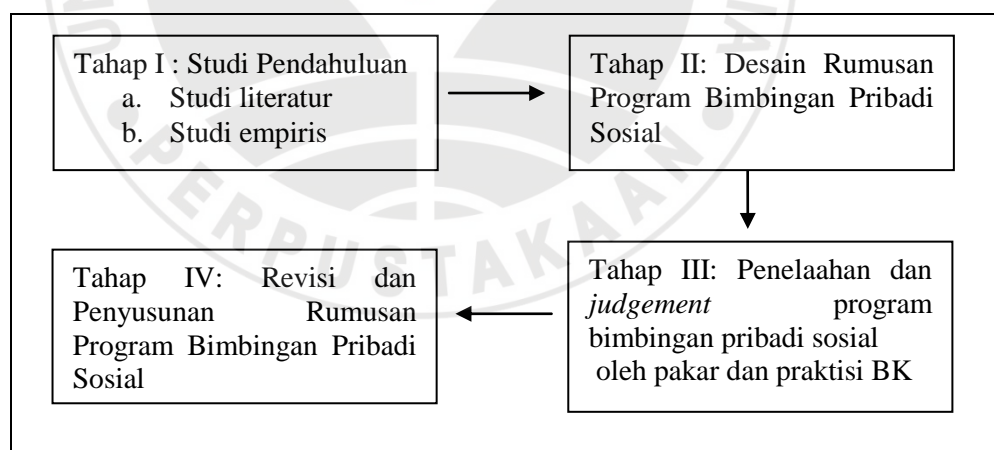 Tahap I : Studi Pendahuluan
a. Studi literatur
b. Studi empiris
Tahap II: Desain Rumusan
Program Bimbingan Pribadi
Sosial
Tahap III: Penelaahan dan
judgement program
bimbingan pribadi sosial
oleh pakar dan praktisi BK
Tahap IV: Revisi dan
Penyusunan Rumusan
Program Bimbingan Pribadi
Sosial
PERPUSTAKAAN